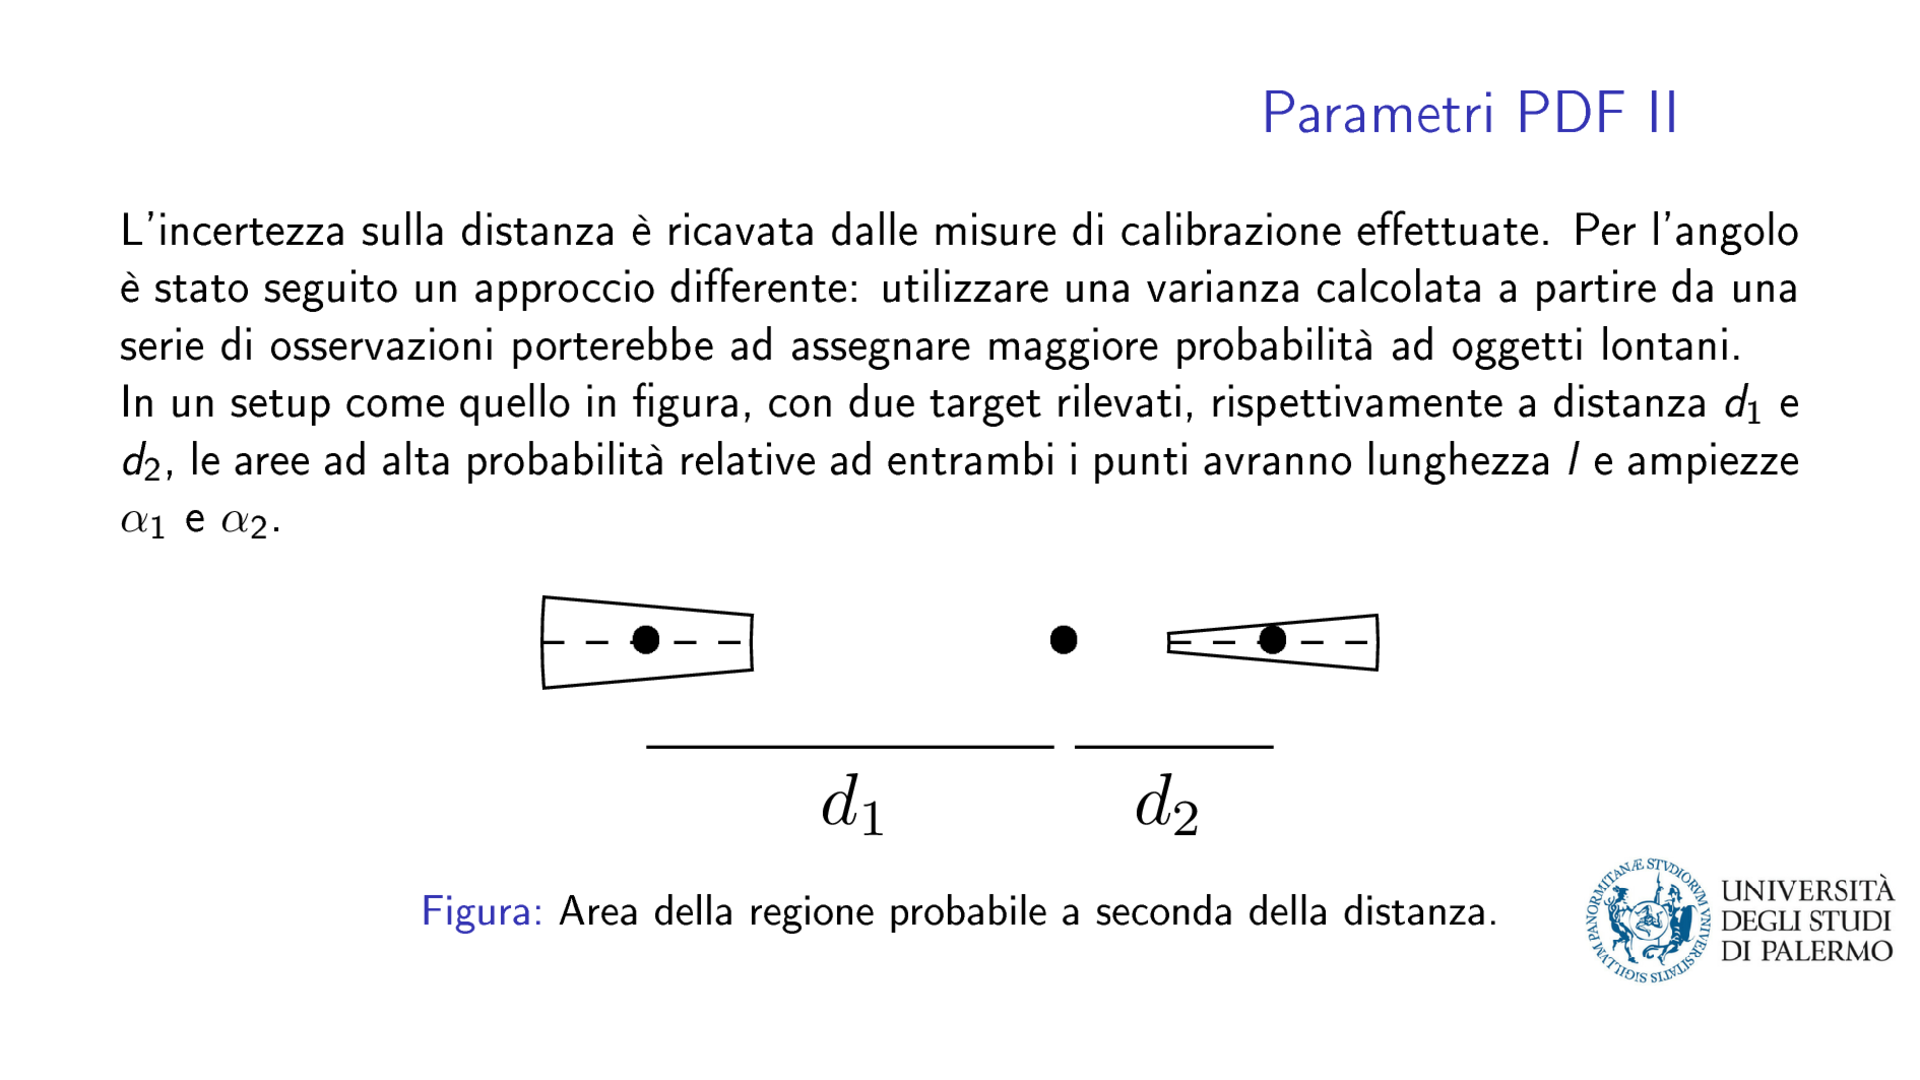 Parametri PDF II
L'incertezza sulla distanza è ricavata dalle misure di calibrazione effettuate. Per l'angolo
è stato seguito un approccio differente: utilizzare una varianza calcolata a partire da una
serie di osservazioni porterebbe ad assegnare maggiore probabilità ad oggetti lontani.
In un setup come quello in figura, con due target rilevati, rispettivamente a distanza d₁ e
d₂, le aree ad alta probabilità relative ad entrambi i punti avranno lunghezza l e ampiezze
α₁ e α₂.
d₁ d₂
Figura: Area della regione probabile a seconda della distanza.
SIGILLVM PANORMITANÆ STVDIORVM VNIVERSITATIS
UNIVERSITÀ
DEGLI STUDI
DI PALERMO